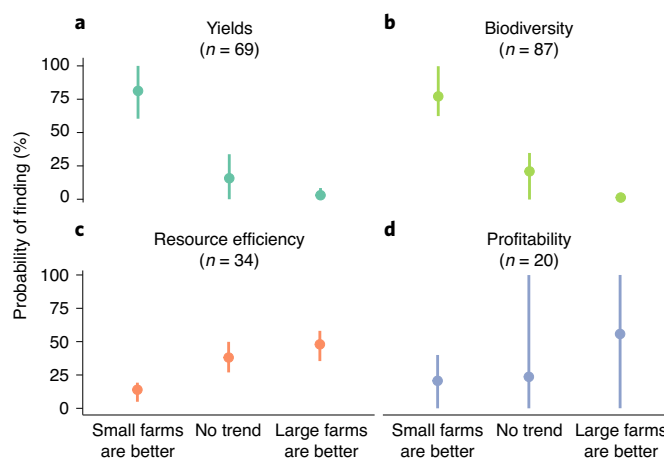 a
Yields
(n = 69)
b
Biodiversity
(n = 87)
Probability of finding (%)
100
75
50
25
0
c
Resource efficiency
(n = 34)
d
Profitability
(n = 20)
100
75
50
25
0
Small farms
are better
No trend
Large farms
are better
Small farms
are better
No trend
Large farms
are better